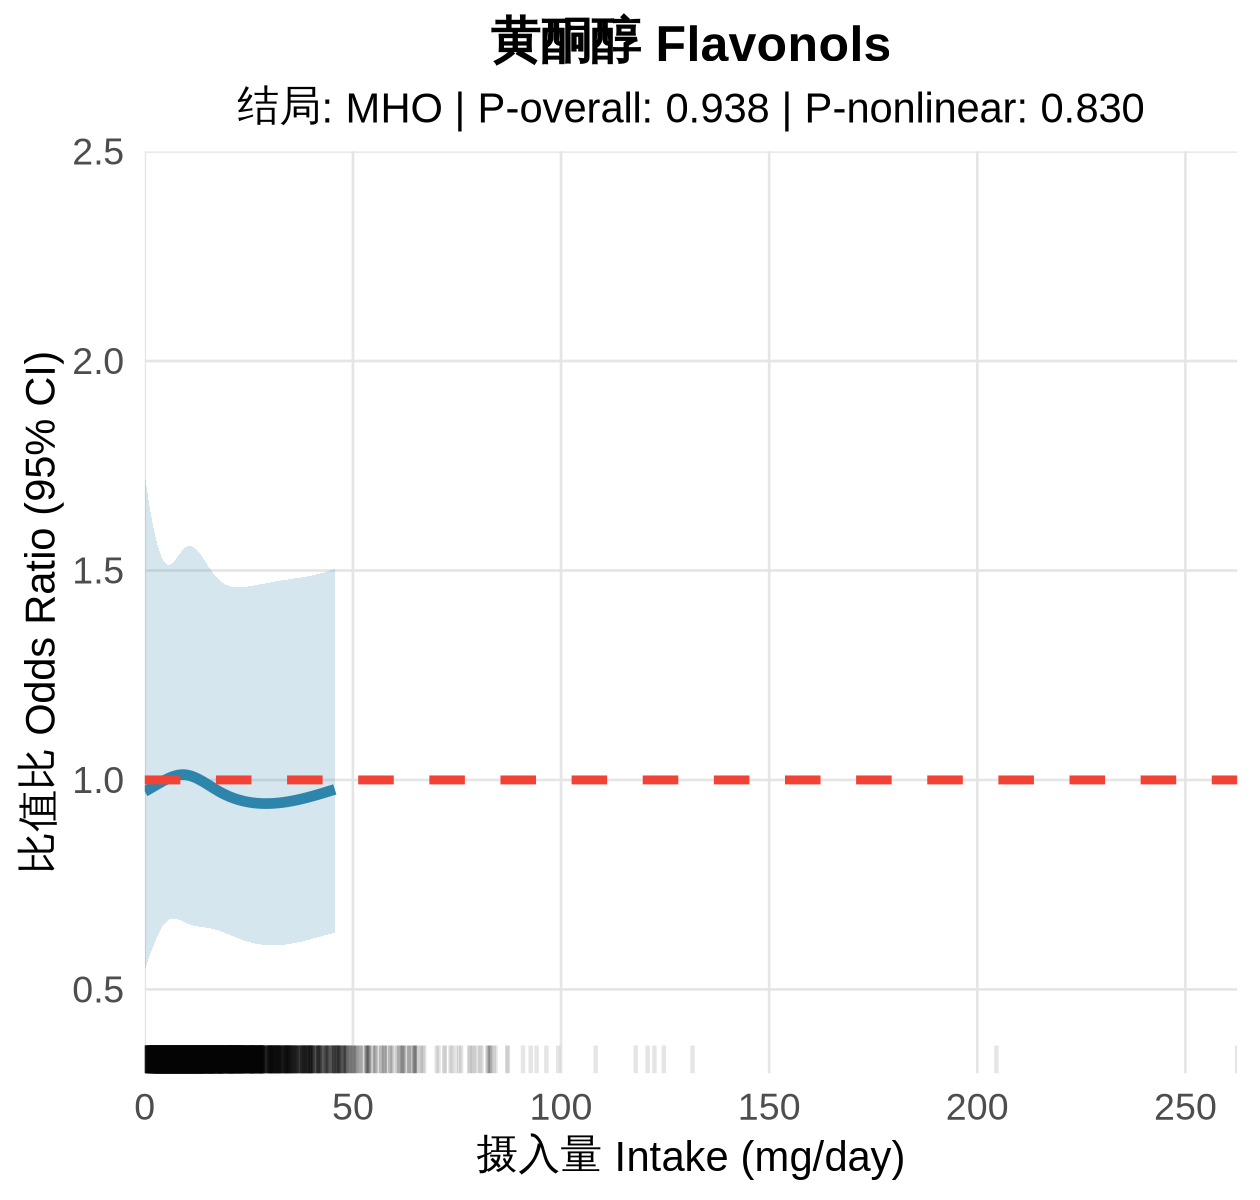 黄酮醇 Flavonols
结局: MHO | P-overall: 0.938 | P-nonlinear: 0.830
比值比 Odds Ratio (95% CI)
2.5
2.0
1.5
1.0
0.5
0 50 100 150 200 250
摄入量 Intake (mg/day)